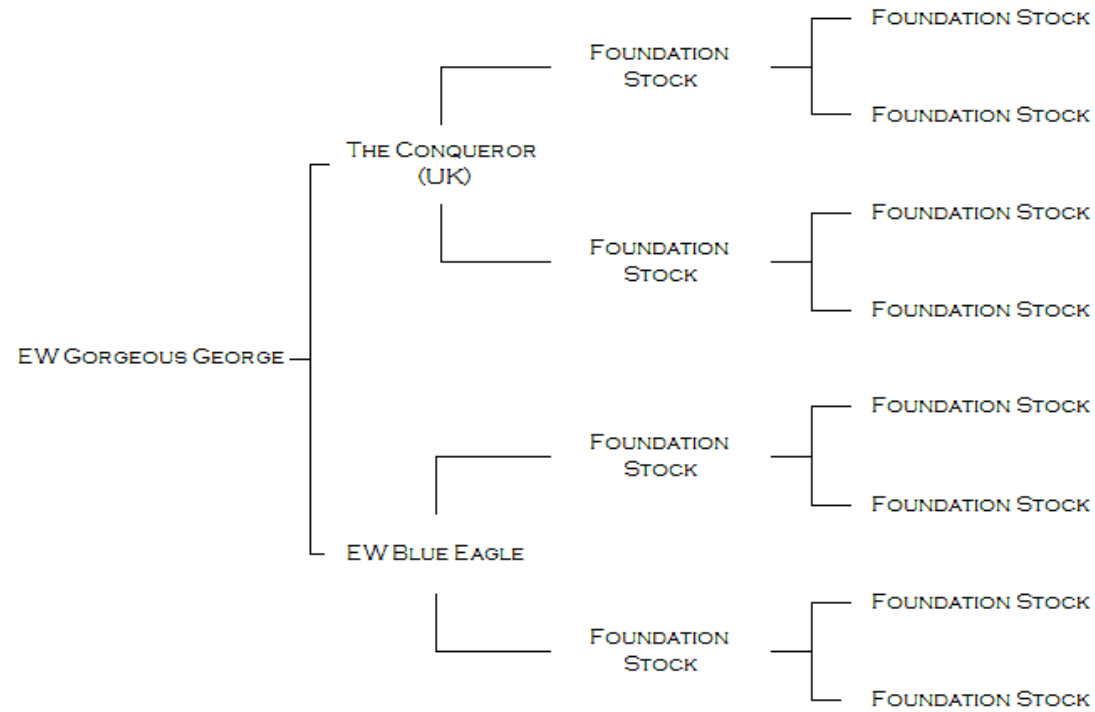 Foundation Stock
Foundation
Stock
Foundation Stock
The Conqueror
(UK)
Foundation Stock
Foundation
Stock
Foundation Stock
EW Gorgeous George
Foundation Stock
Foundation
Stock
Foundation Stock
EW Blue Eagle
Foundation Stock
Foundation
Stock
Foundation Stock